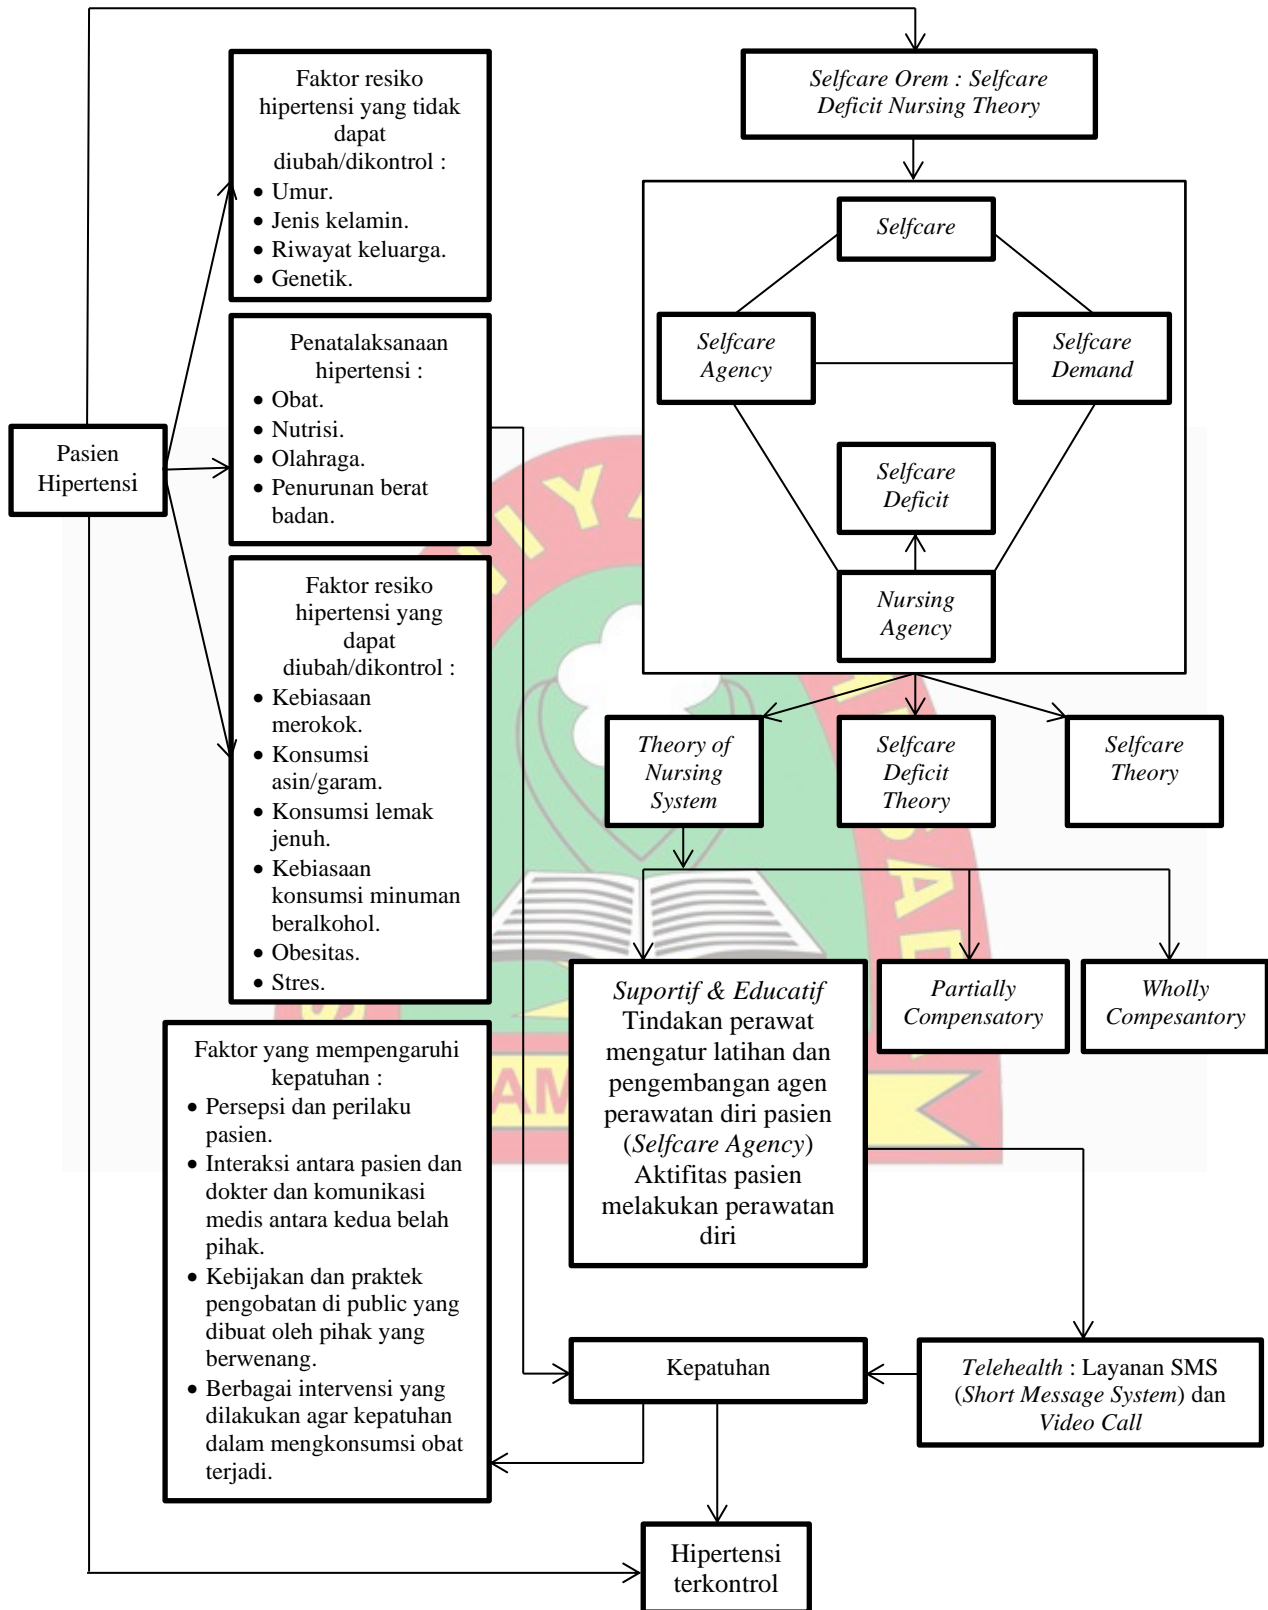 Faktor resiko
hipertensi yang tidak
dapat
diubah/dikontrol :
• Umur.
• Jenis kelamin.
• Riwayat keluarga.
• Genetik.
Penatalaksanaan
hipertensi :
• Obat.
• Nutrisi.
• Olahraga.
• Penurunan berat
badan.
Pasien
Hipertensi
Faktor resiko
hipertensi yang
dapat
diubah/dikontrol :
• Kebiasaan
merokok.
• Konsumsi
asin/garam.
• Konsumsi lemak
jenuh.
• Kebiasaan
konsumsi minuman
beralkohol.
• Obesitas.
• Stres.
Faktor yang mempengaruhi
kepatuhan :
• Persepsi dan perilaku
pasien.
• Interaksi antara pasien dan
dokter dan komunikasi
medis antara kedua belah
pihak.
• Kebijakan dan praktek
pengobatan di public yang
dibuat oleh pihak yang
berwenang.
• Berbagai intervensi yang
dilakukan agar kepatuhan
dalam mengkonsumsi obat
terjadi.
Selfcare Orem : Selfcare
Deficit Nursing Theory
Selfcare
Selfcare
Agency
Selfcare
Demand
Selfcare
Deficit
Nursing
Agency
Theory of
Nursing
System
Selfcare
Deficit
Theory
Selfcare
Theory
Suportif & Educatif
Tindakan perawat
mengatur latihan dan
pengembangan agen
perawatan diri pasien
(Selfcare Agency)
Aktifitas pasien
melakukan perawatan
diri
Partially
Compensatory
Wholly
Compesantory
Kepatuhan
Telehealth : Layanan SMS
(Short Message System) dan
Video Call
Hipertensi
terkontrol